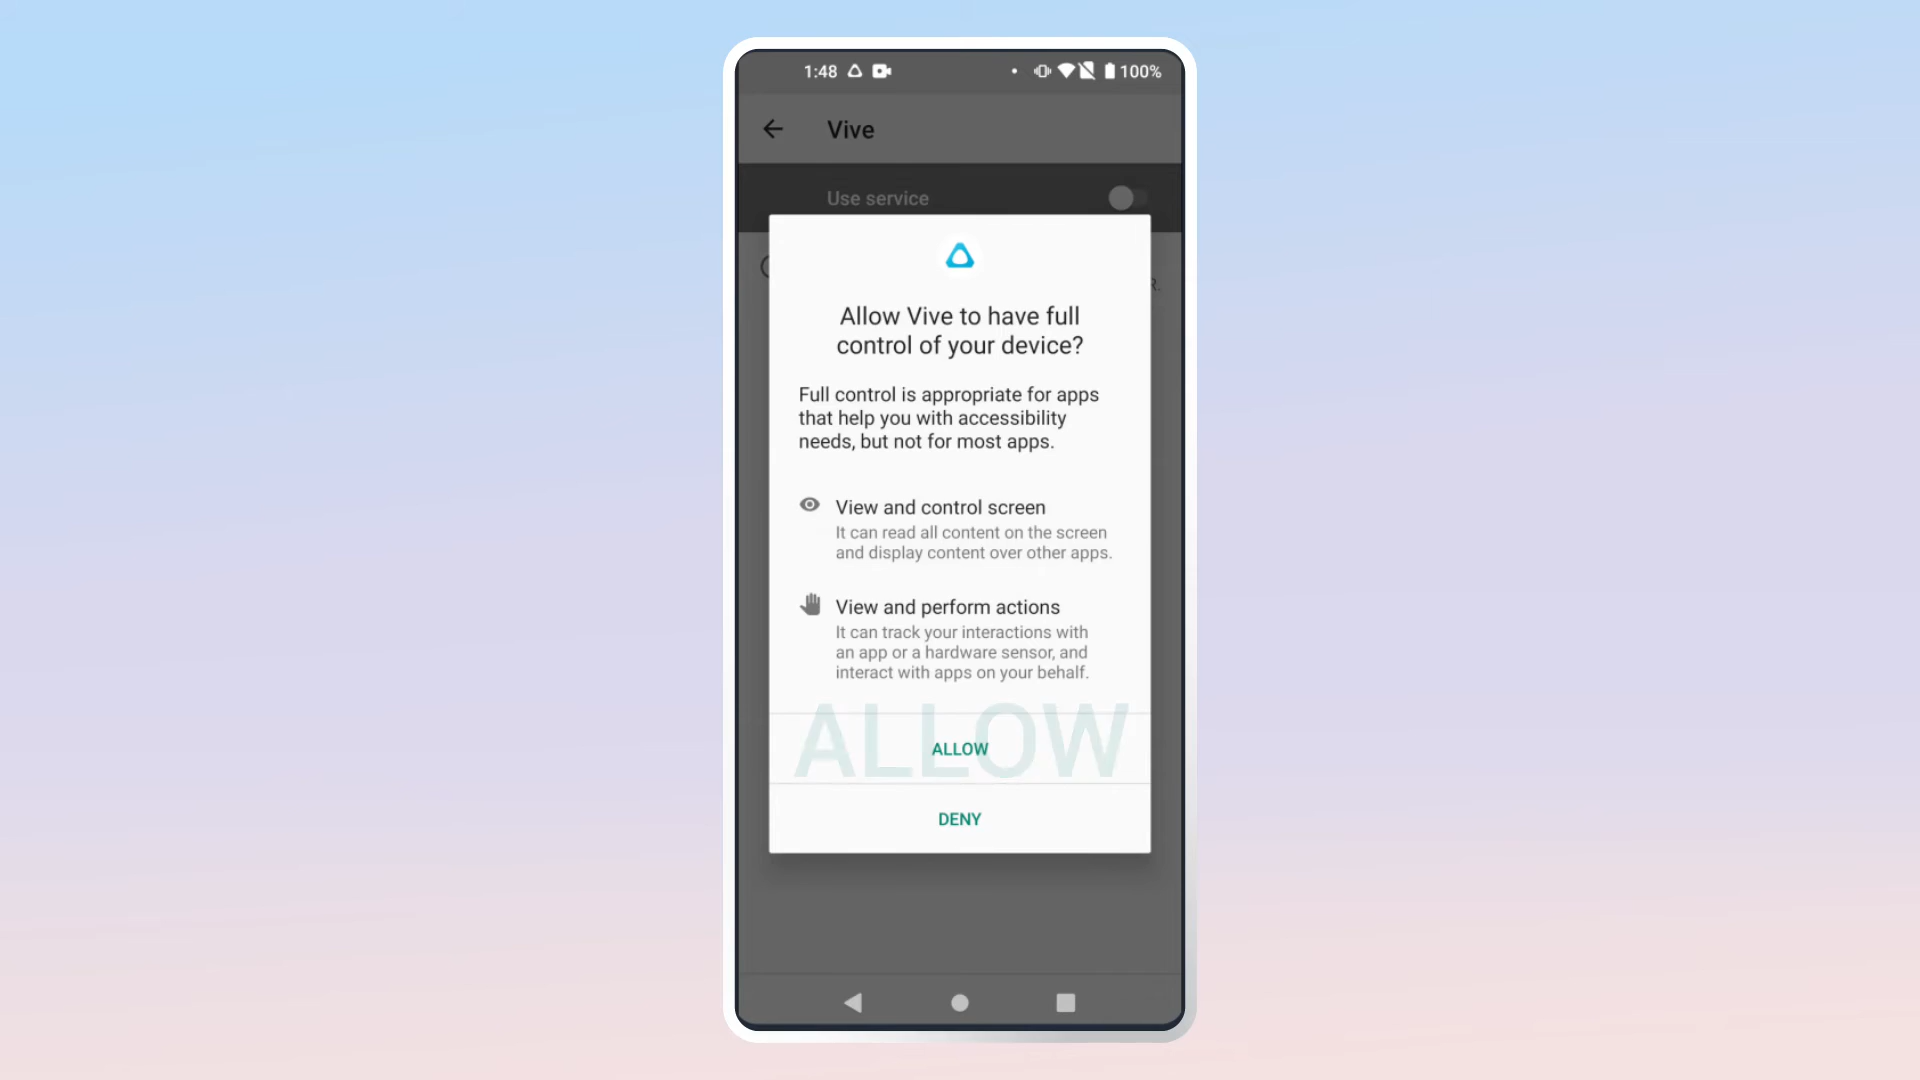 1:48
100%
Vive
Use service
R.
Allow Vive to have full
control of your device?
Full control is appropriate for apps
that help you with accessibility
needs, but not for most apps.
View and control screen
It can read all content on the screen
and display content over other apps.
View and perform actions
It can track your interactions with
an app or a hardware sensor, and
interact with apps on your behalf.
ALLOW
ALLOW
DENY